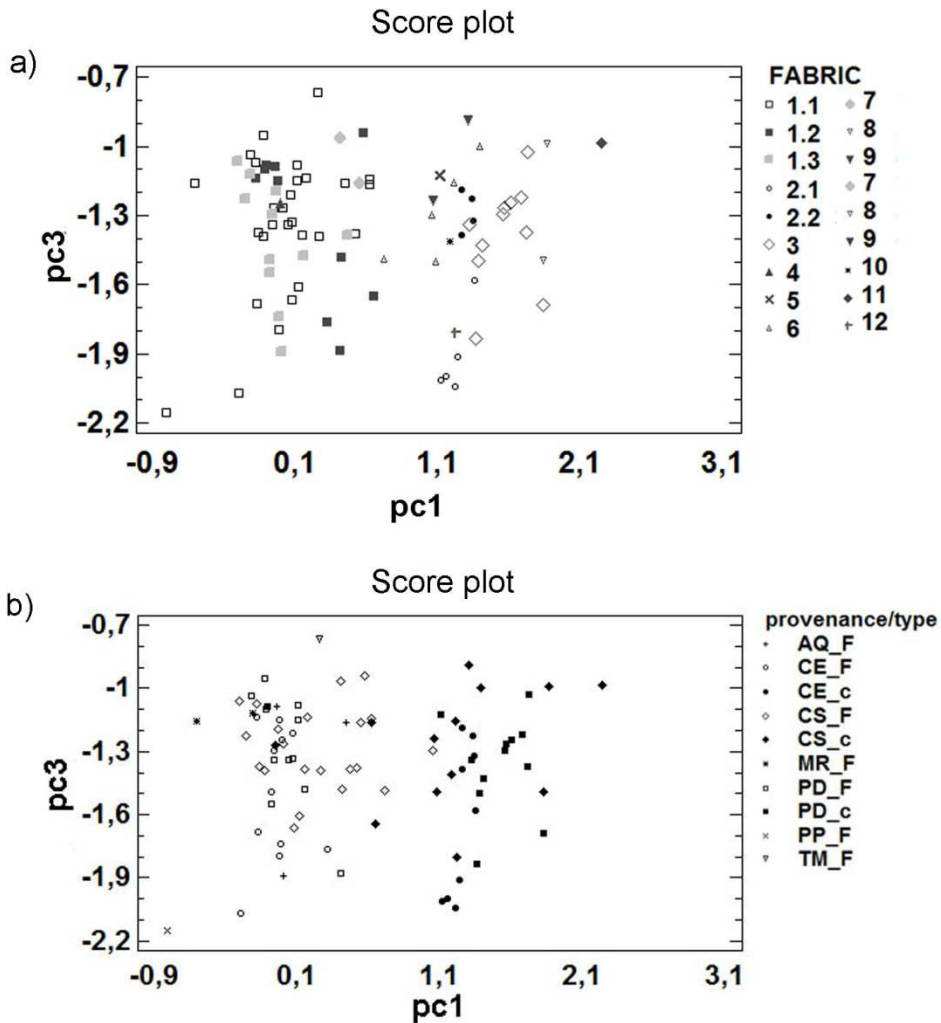 Score plot
a)
-0,7
-1
-1,3
-1,6
-1,9
-2,2
pc3
-0,9 0,1 1,1 2,1 3,1
pc1
FABRIC
1.1 7
1.2 8
1.3 9
2.1 7
2.2 8
3 9
4 10
5 11
6 12
Score plot
b)
-0,7
-1
-1,3
-1,6
-1,9
-2,2
pc3
-0,9 0,1 1,1 2,1 3,1
pc1
provenance/type
AQ_F
CE_F
CE_c
CS_F
CS_c
MR_F
PD_F
PD_c
PP_F
TM_F